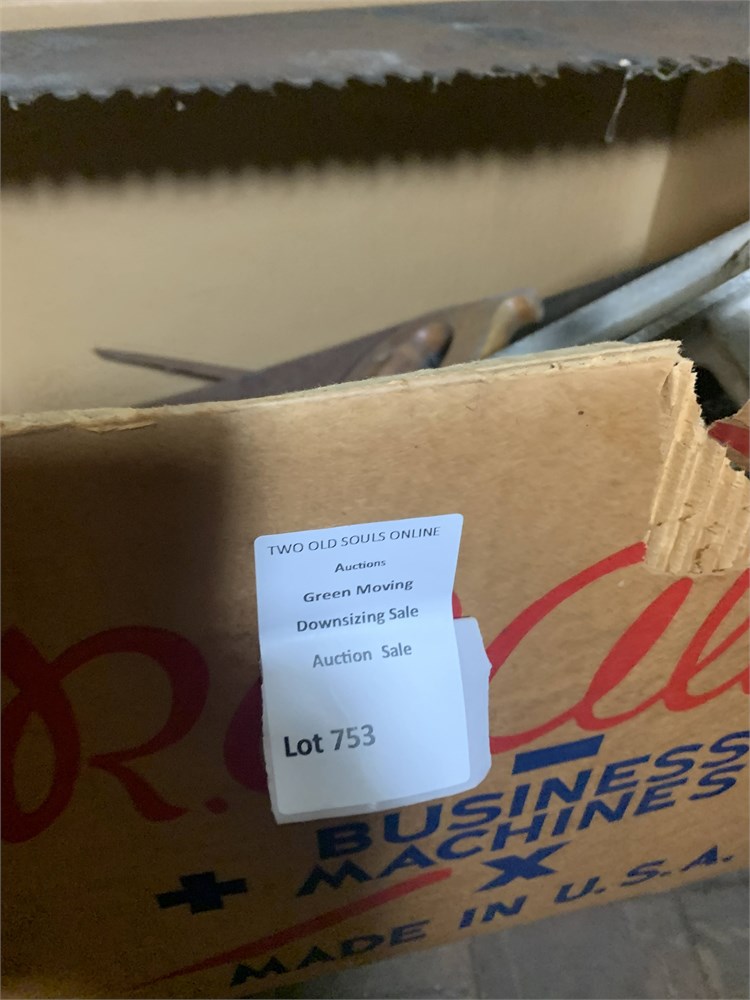 TWO OLD SOULS ONLINE
Auctions
Green Moving
Downsizing Sale
Auction Sale
Lot 753
R.
BUSINESS
MACHINES
MADE IN U.S.A.